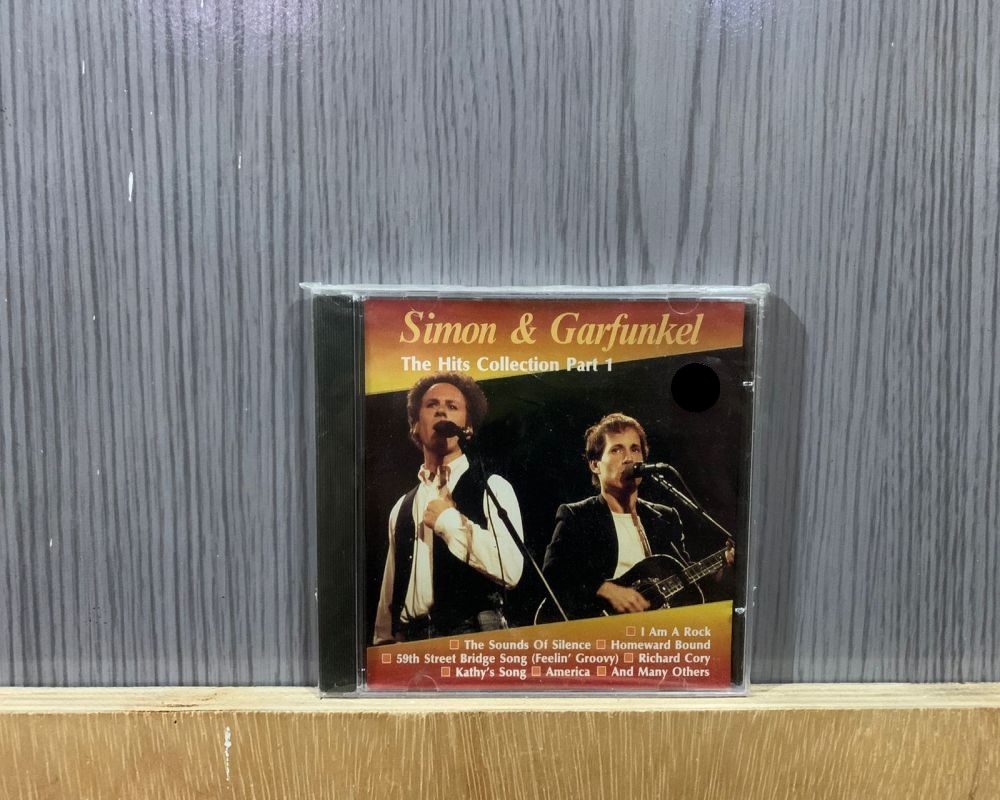 Simon & Garfunkel
The Hits Collection Part 1
I Am A Rock
The Sounds Of Silence Homeward Bound
59th Street Bridge Song (Feelin' Groovy) Richard Cory
Kathy's Song America And Many Others